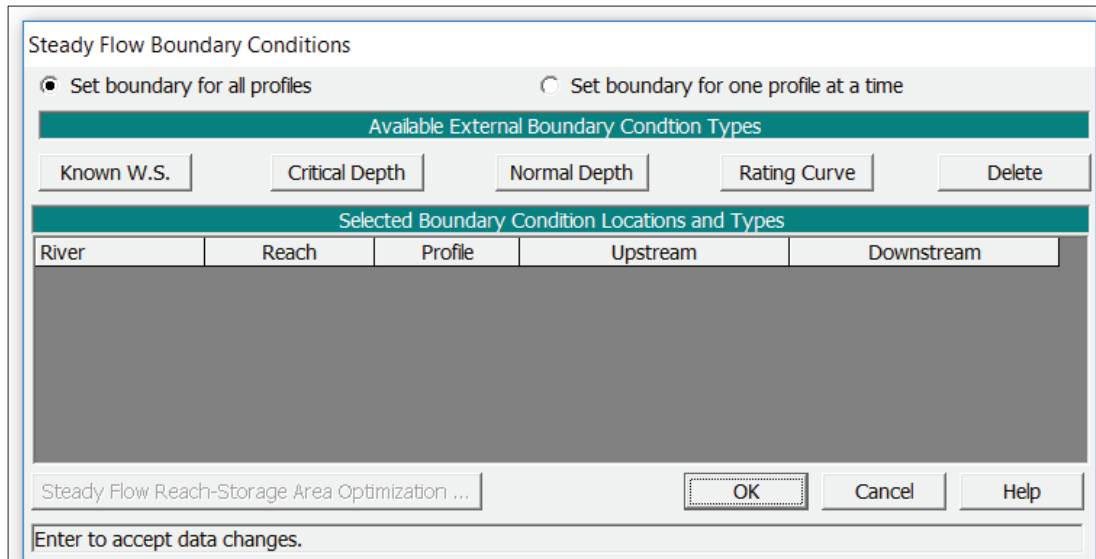 Steady Flow Boundary Conditions
Set boundary for all profiles Set boundary for one profile at a time
Available External Boundary Condtion Types
Known W.S. Critical Depth Normal Depth Rating Curve Delete
Selected Boundary Condition Locations and Types
River Reach Profile Upstream Downstream
Steady Flow Reach-Storage Area Optimization ... OK Cancel Help
Enter to accept data changes.